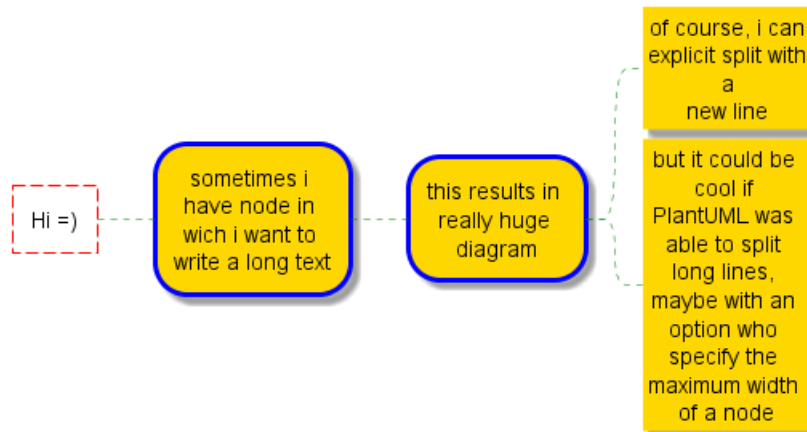 Hi =)
sometimes i
have node in
wich i want to
write a long text
this results in
really huge
diagram
of course, i can
explicit split with
a
new line
but it could be
cool if
PlantUML was
able to split
long lines,
maybe with an
option who
specify the
maximum width
of a node